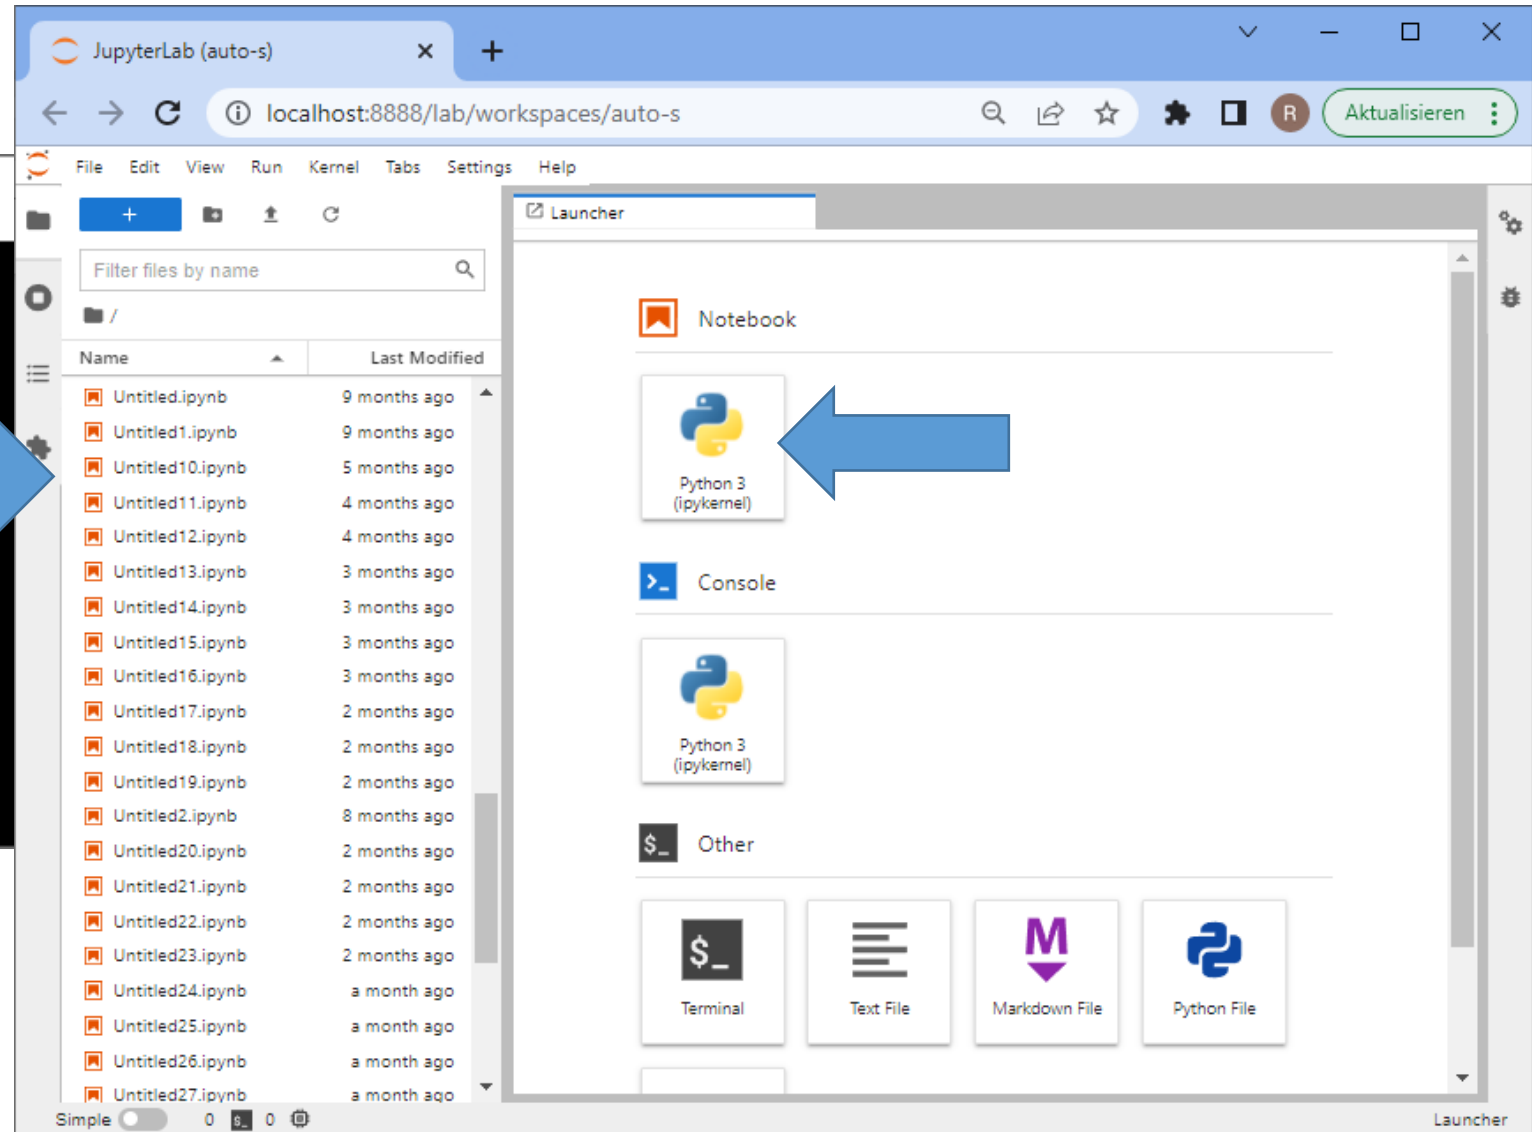 JupyterLab (auto-s)
localhost:8888/lab/workspaces/auto-s
R
Aktualisieren
File Edit View Run Kernel Tabs Settings Help
+
Launcher
Filter files by name
/
Name Last Modified
Untitled.ipynb 9 months ago
Untitled1.ipynb 9 months ago
Untitled10.ipynb 5 months ago
Untitled11.ipynb 4 months ago
Untitled12.ipynb 4 months ago
Untitled13.ipynb 3 months ago
Untitled14.ipynb 3 months ago
Untitled15.ipynb 3 months ago
Untitled16.ipynb 3 months ago
Untitled17.ipynb 2 months ago
Untitled18.ipynb 2 months ago
Untitled19.ipynb 2 months ago
Untitled2.ipynb 8 months ago
Untitled20.ipynb 2 months ago
Untitled21.ipynb 2 months ago
Untitled22.ipynb 2 months ago
Untitled23.ipynb 2 months ago
Untitled24.ipynb a month ago
Untitled25.ipynb a month ago
Untitled26.ipynb a month ago
Untitled27.ipynb a month ago
Notebook
Python 3
(ipykernel)
>_ Console
Python 3
(ipykernel)
$_ Other
$_
M
Terminal
Text File
Markdown File
Python File
Simple 0 $_ 0
Launcher